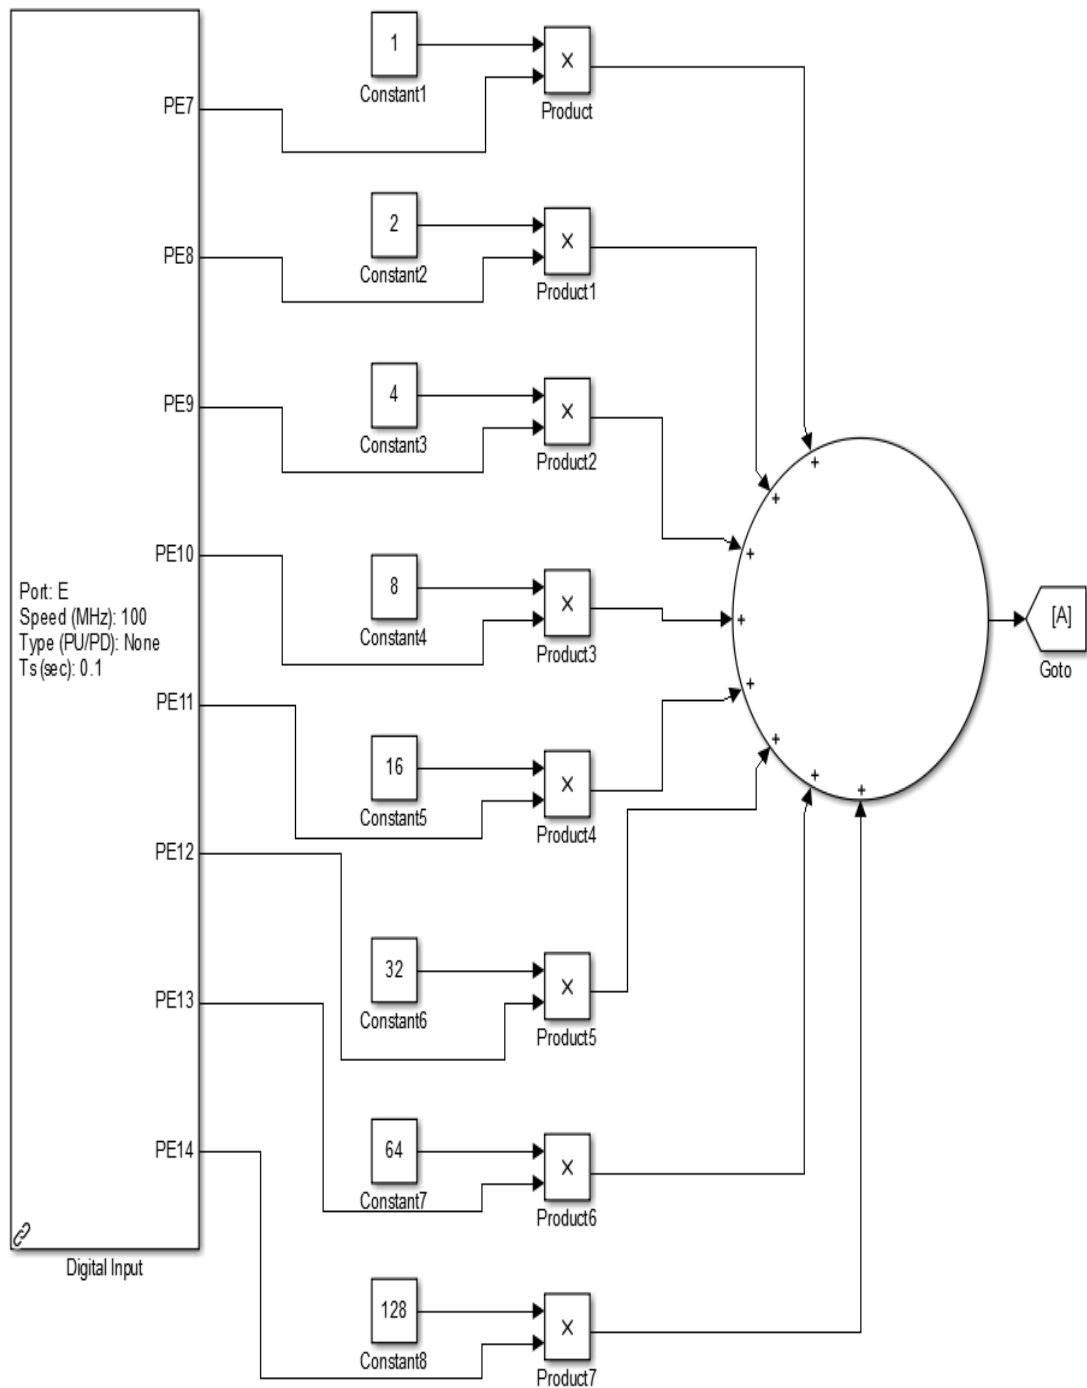 1
Constant1
X
Product
PE7
2
Constant2
X
Product1
PE8
4
Constant3
X
Product2
PE9
+
+
+
PE10
Port: E
Speed (MHz): 100
Type (PU/PD): None
Ts (sec): 0.1
8
Constant4
X
Product3
+
[A]
Goto
PE11
16
Constant5
X
Product4
+
+
+
+
PE12
32
Constant6
X
Product5
PE13
64
Constant7
X
Product6
PE14
Digital Input
128
Constant8
X
Product7